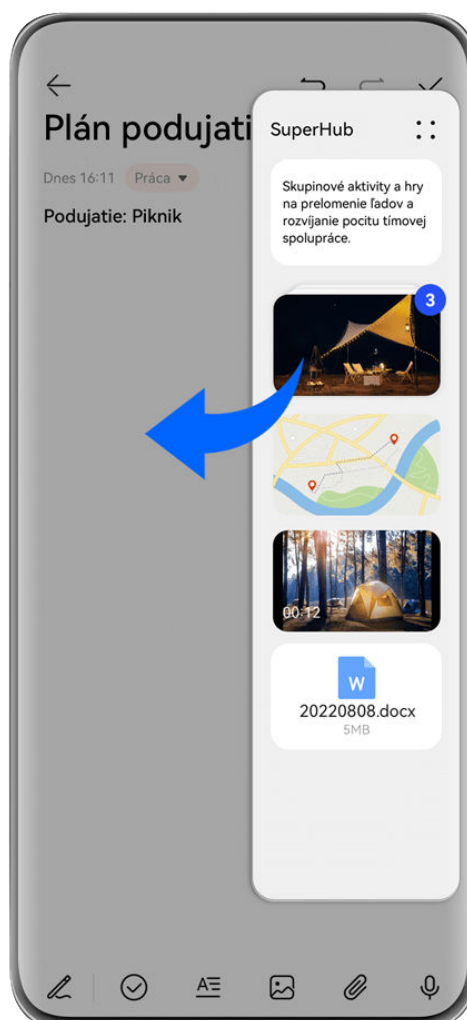 Plán podujati
Dnes 16:11 Práca
Podujatie: Piknik
SuperHub
Skupinové aktivity a hry
na prelomenie ľadov a
rozvíjanie pocitu tímovej
spolupráce.
3
00:12
W
20220808.docx
5MB